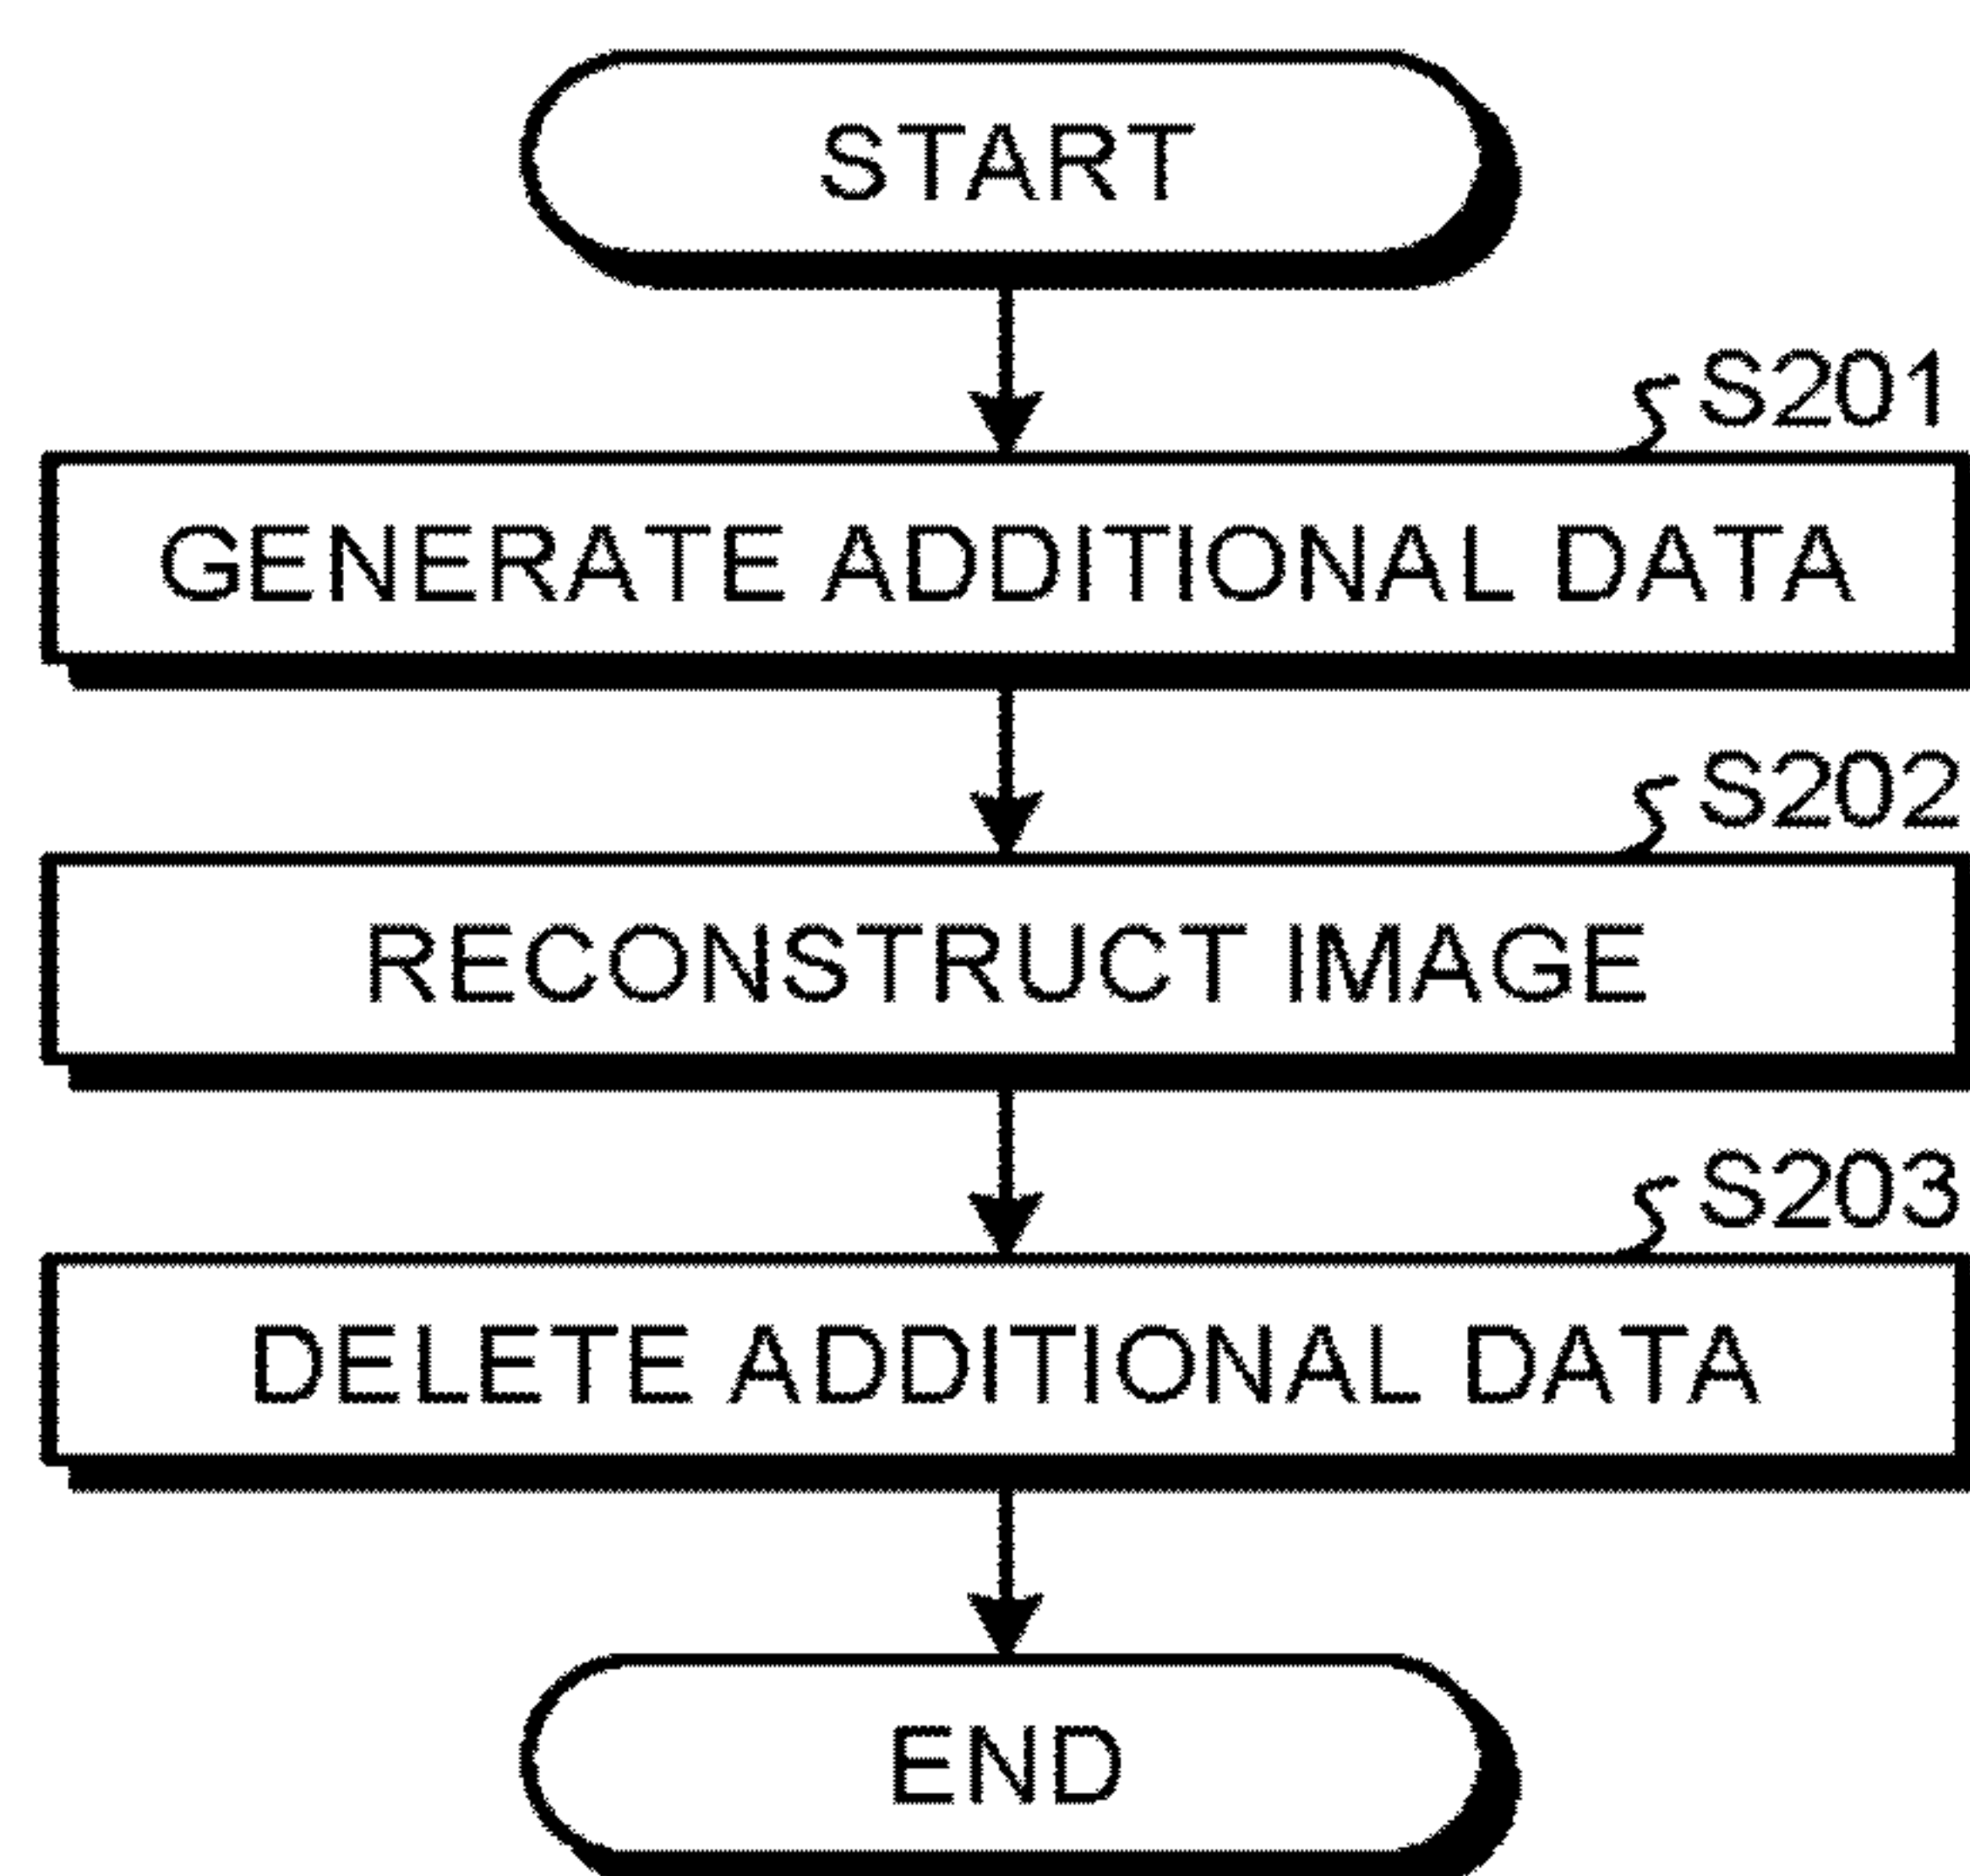 START
S201
GENERATE ADDITIONAL DATA
S202
RECONSTRUCT IMAGE
S203
DELETE ADDITIONAL DATA
END